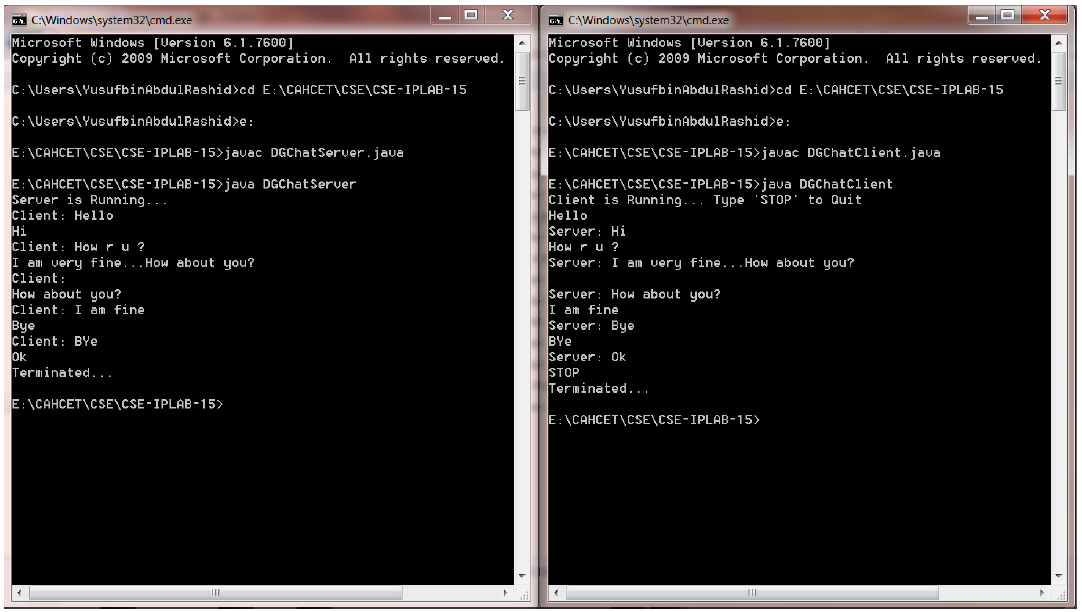 C:\Windows\system32\cmd.exe
Microsoft Windows [Version 6.1.7600]
Copyright (c) 2009 Microsoft Corporation.  All rights reserved.
C:\Users\YusufbinAbdulRashid>cd E:\CAHCET\CSE\CSE-IPLAB-15
C:\Users\YusufbinAbdulRashid>e:
E:\CAHCET\CSE\CSE-IPLAB-15>javac DGChatServer.java
E:\CAHCET\CSE\CSE-IPLAB-15>java DGChatServer
Server is Running...
Client: Hello
Hi
Client: How r u ?
I am very fine...How about you?
Client:
How about you?
Client: I am fine
Bye
Client: BYe
Ok
Terminated...
E:\CAHCET\CSE\CSE-IPLAB-15>
C:\Windows\system32\cmd.exe
Microsoft Windows [Version 6.1.7600]
Copyright (c) 2009 Microsoft Corporation.  All rights reserved.
C:\Users\YusufbinAbdulRashid>cd E:\CAHCET\CSE\CSE-IPLAB-15
C:\Users\YusufbinAbdulRashid>e:
E:\CAHCET\CSE\CSE-IPLAB-15>javac DGChatClient.java
E:\CAHCET\CSE\CSE-IPLAB-15>java DGChatClient
Client is Running... Type 'STOP' to Quit
Hello
Server: Hi
How r u ?
Server: I am very fine...How about you?
Server: How about you?
I am fine
Server: Bye
BYe
Server: Ok
STOP
Terminated...
E:\CAHCET\CSE\CSE-IPLAB-15>